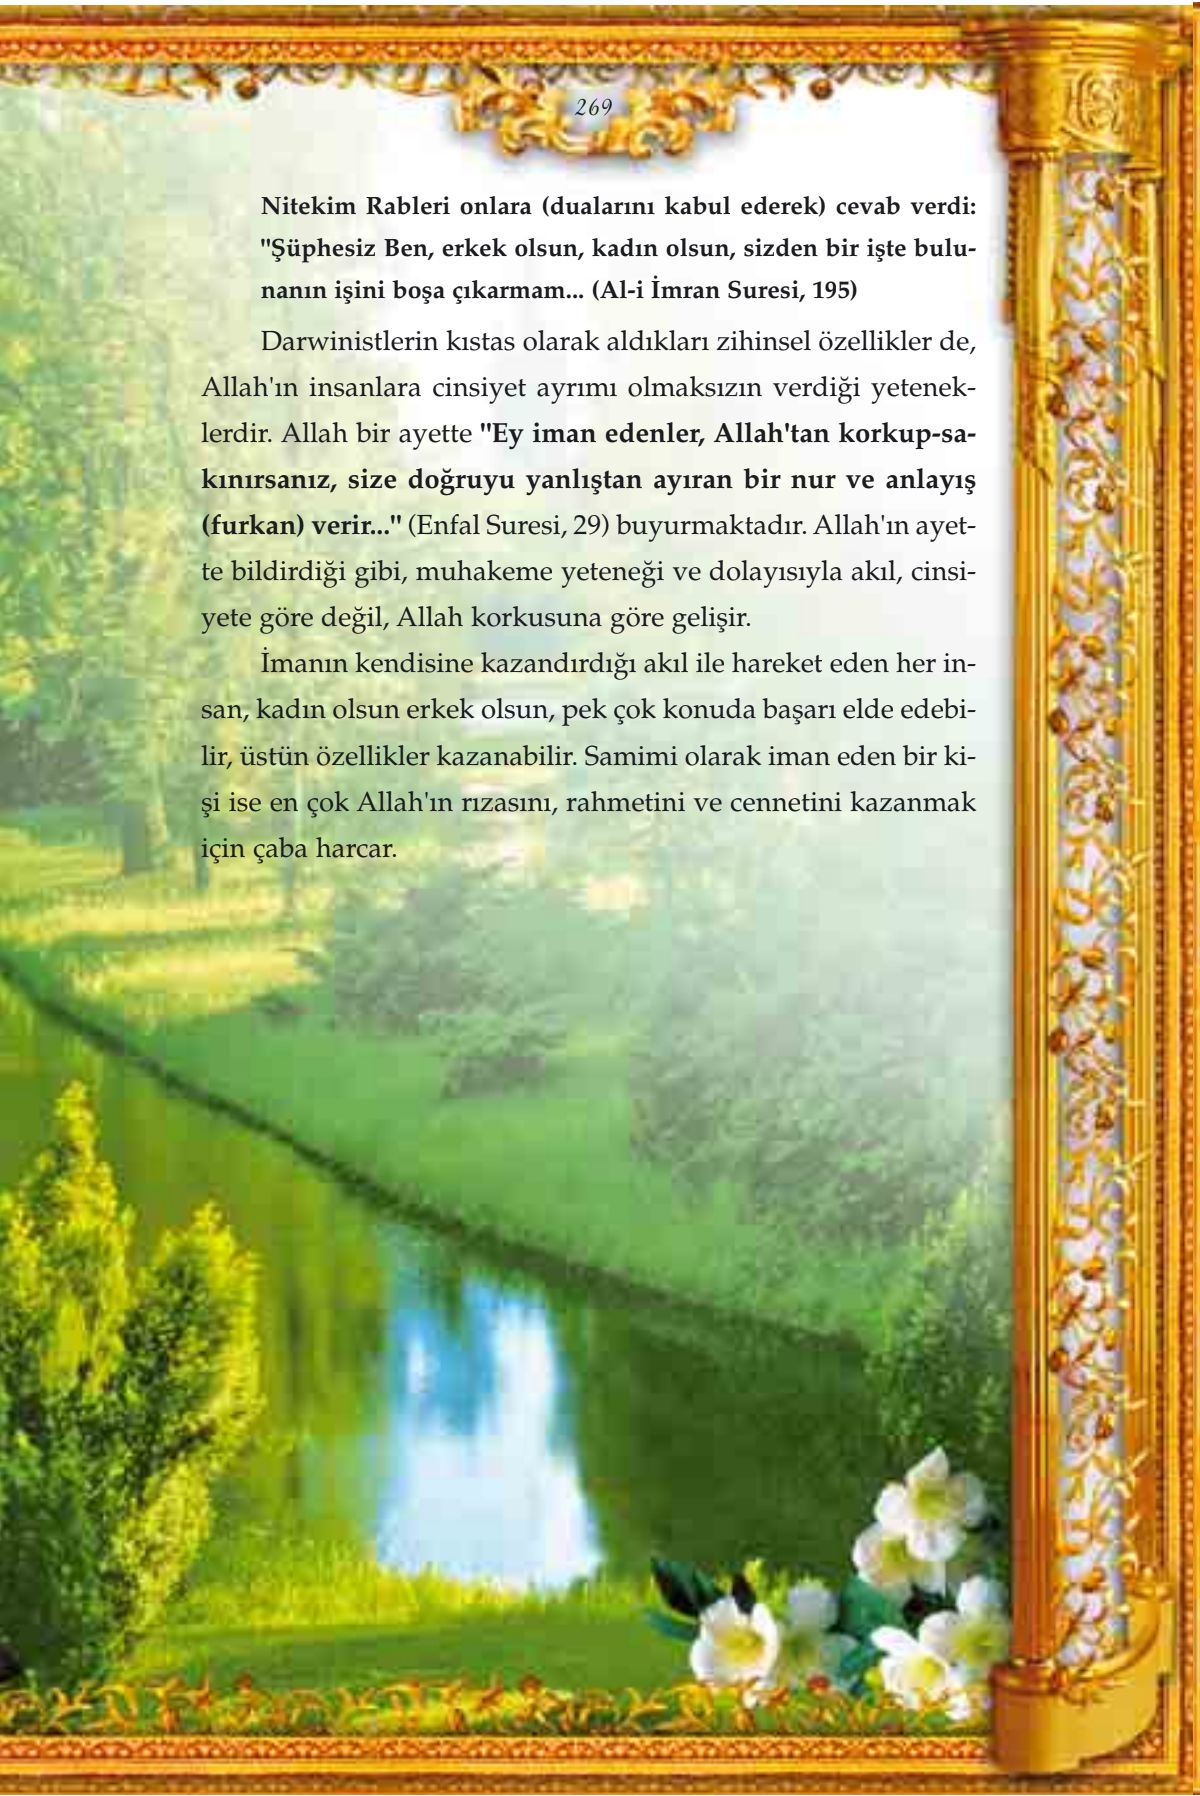 269
Nitekim Rableri onlara (dualarını kabul ederek) cevab verdi:
"Şüphesiz Ben, erkek olsun, kadın olsun, sizden bir işte bulu-
nanın işini boşa çıkarmam... (Al-i İmran Suresi, 195)
Darwinistlerin kıstas olarak aldıkları zihinsel özellikler de,
Allah'ın insanlara cinsiyet ayrımı olmaksızın verdiği yetenek-
lerdir. Allah bir ayette "Ey iman edenler, Allah'tan korkup-sa-
kınırsanız, size doğruyu yanlıştan ayıran bir nur ve anlayış
(furkan) verir..." (Enfal Suresi, 29) buyurmaktadır. Allah'ın ayet-
te bildirdiği gibi, muhakeme yeteneği ve dolayısıyla akıl, cinsi-
yete göre değil, Allah korkusuna göre gelişir.
İmanın kendisine kazandırdığı akıl ile hareket eden her in-
san, kadın olsun erkek olsun, pek çok konuda başarı elde edebi-
lir, üstün özellikler kazanabilir. Samimi olarak iman eden bir ki-
şi ise en çok Allah'ın rızasını, rahmetini ve cennetini kazanmak
için çaba harcar.